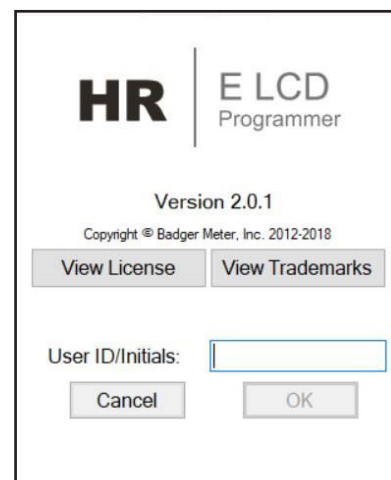 HR
E LCD
Programmer
Version 2.0.1
Copyright © Badger Meter, Inc. 2012-2018
View License
View Trademarks
User ID/Initials:
Cancel
OK